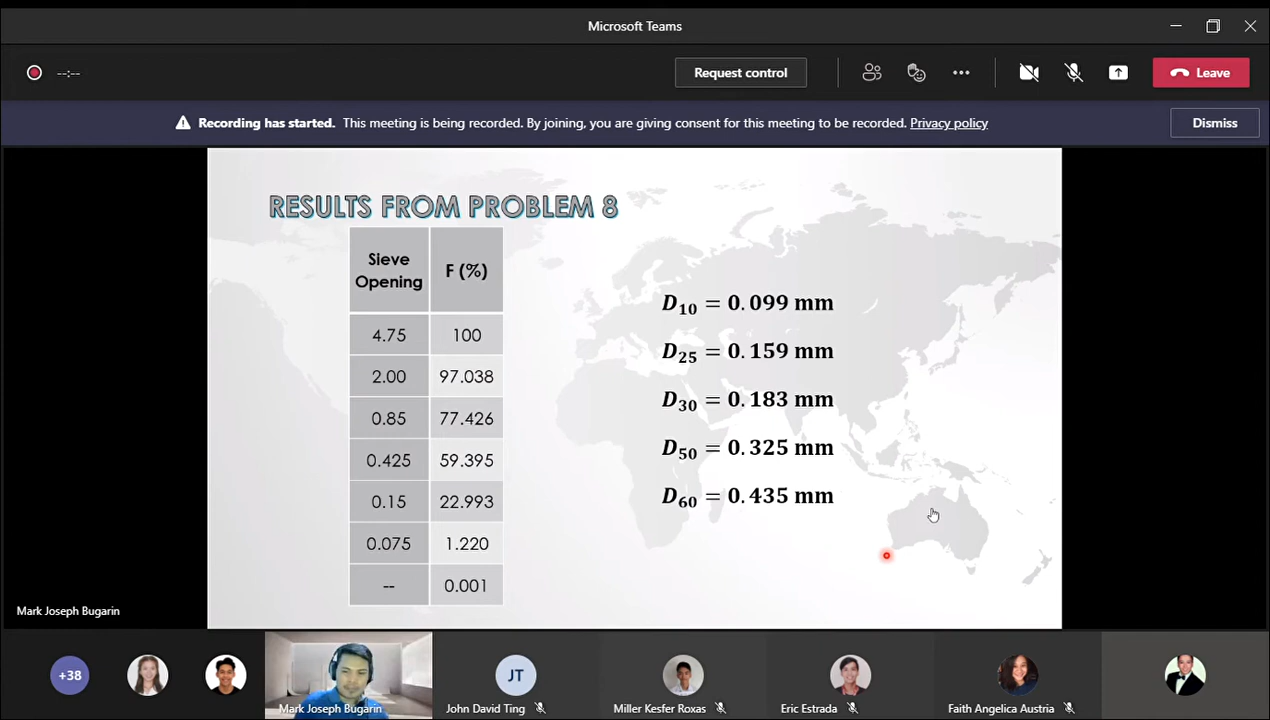 Microsoft Teams
--:--
Request control
Leave
Recording has started. This meeting is being recorded. By joining, you are giving consent for this meeting to be recorded. Privacy policy
Dismiss
RESULTS FROM PROBLEM 8
Sieve Opening F (%)
4.75 100
2.00 97.038
0.85 77.426
0.425 59.395
0.15 22.993
0.075 1.220
-- 0.001
D₁₀ = 0.099 mm
D₂₅ = 0.159 mm
D₃₀ = 0.183 mm
D₅₀ = 0.325 mm
D₆₀ = 0.435 mm
Mark Joseph Bugarin
+38
Mark Joseph Bugarin
JT
John David Ting
Miller Kesfer Roxas
Eric Estrada
Faith Angelica Austria